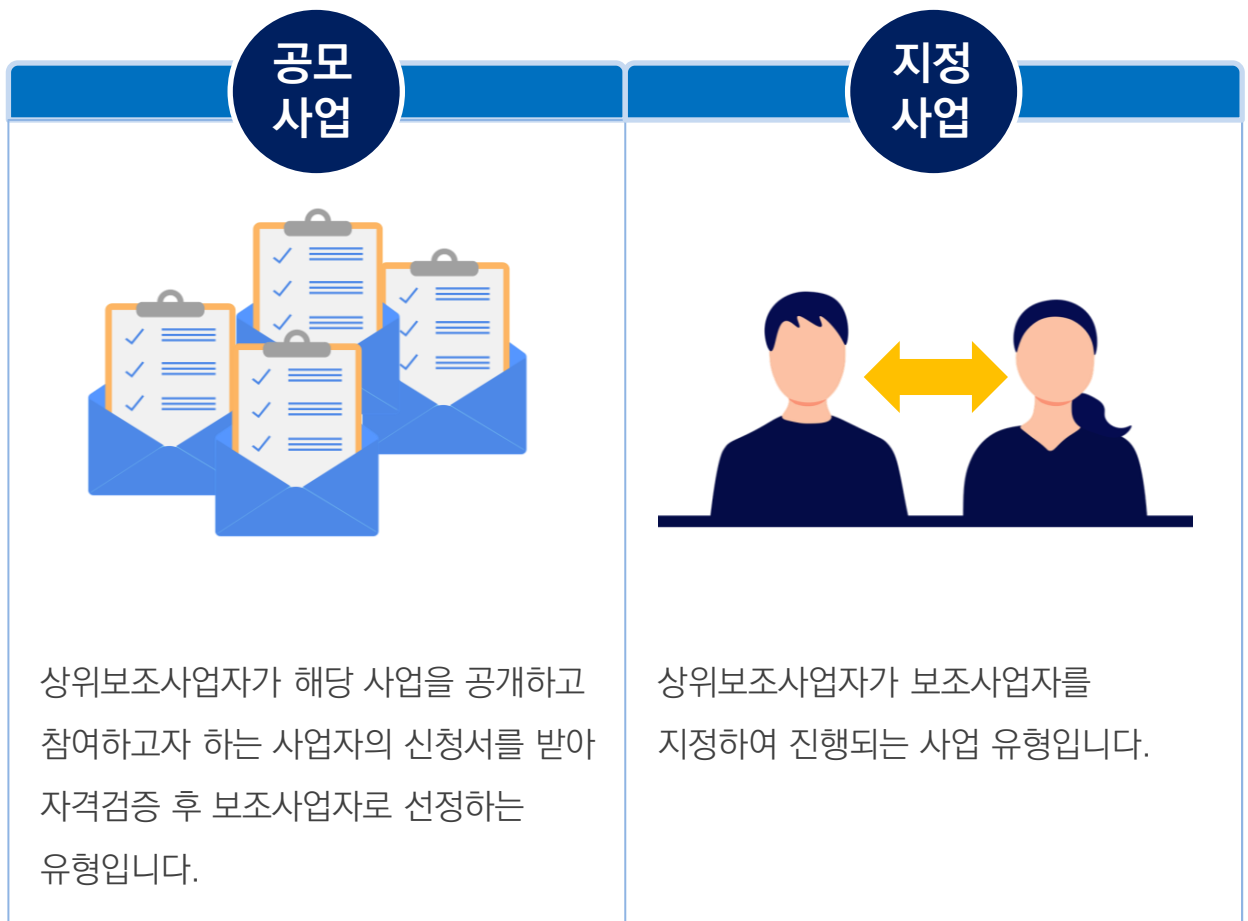 공모
사업
상위보조사업자가 해당 사업을 공개하고
참여하고자 하는 사업자의 신청서를 받아
자격검증 후 보조사업자로 선정하는
유형입니다.
지정
사업
상위보조사업자가 보조사업자를
지정하여 진행되는 사업 유형입니다.